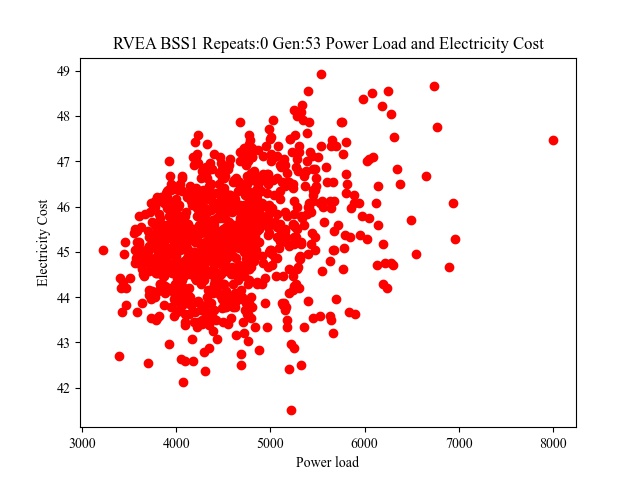 RVEA BSS1 Repeats:0 Gen:53 Power Load and Electricity Cost
49
48
47
46
45
44
43
42
Electricity Cost
3000 4000 5000 6000 7000 8000
Power load